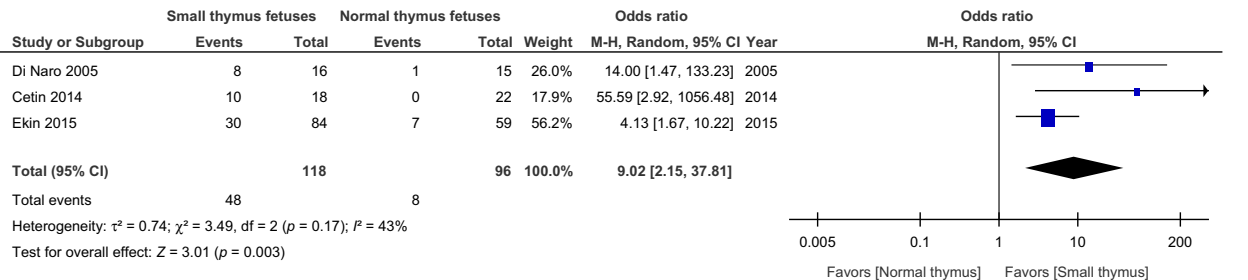 Small thymus fetuses Normal thymus fetuses Odds ratio Odds ratio
Study or Subgroup Events Total Events Total Weight M-H, Random, 95% CI Year M-H, Random, 95% CI
Di Naro 2005 8 16 1 15 26.0% 14.00 [1.47, 133.23] 2005
Cetin 2014 10 18 0 22 17.9% 55.59 [2.92, 1056.48] 2014
Ekin 2015 30 84 7 59 56.2% 4.13 [1.67, 10.22] 2015
Total (95% CI) 118 96 100.0% 9.02 [2.15, 37.81]
Total events 48 8
Heterogeneity: τ² = 0.74; χ² = 3.49, df = 2 (p = 0.17); I² = 43%
Test for overall effect: Z = 3.01 (p = 0.003)
0.005 0.1 1 10 200
Favors [Normal thymus] Favors [Small thymus]